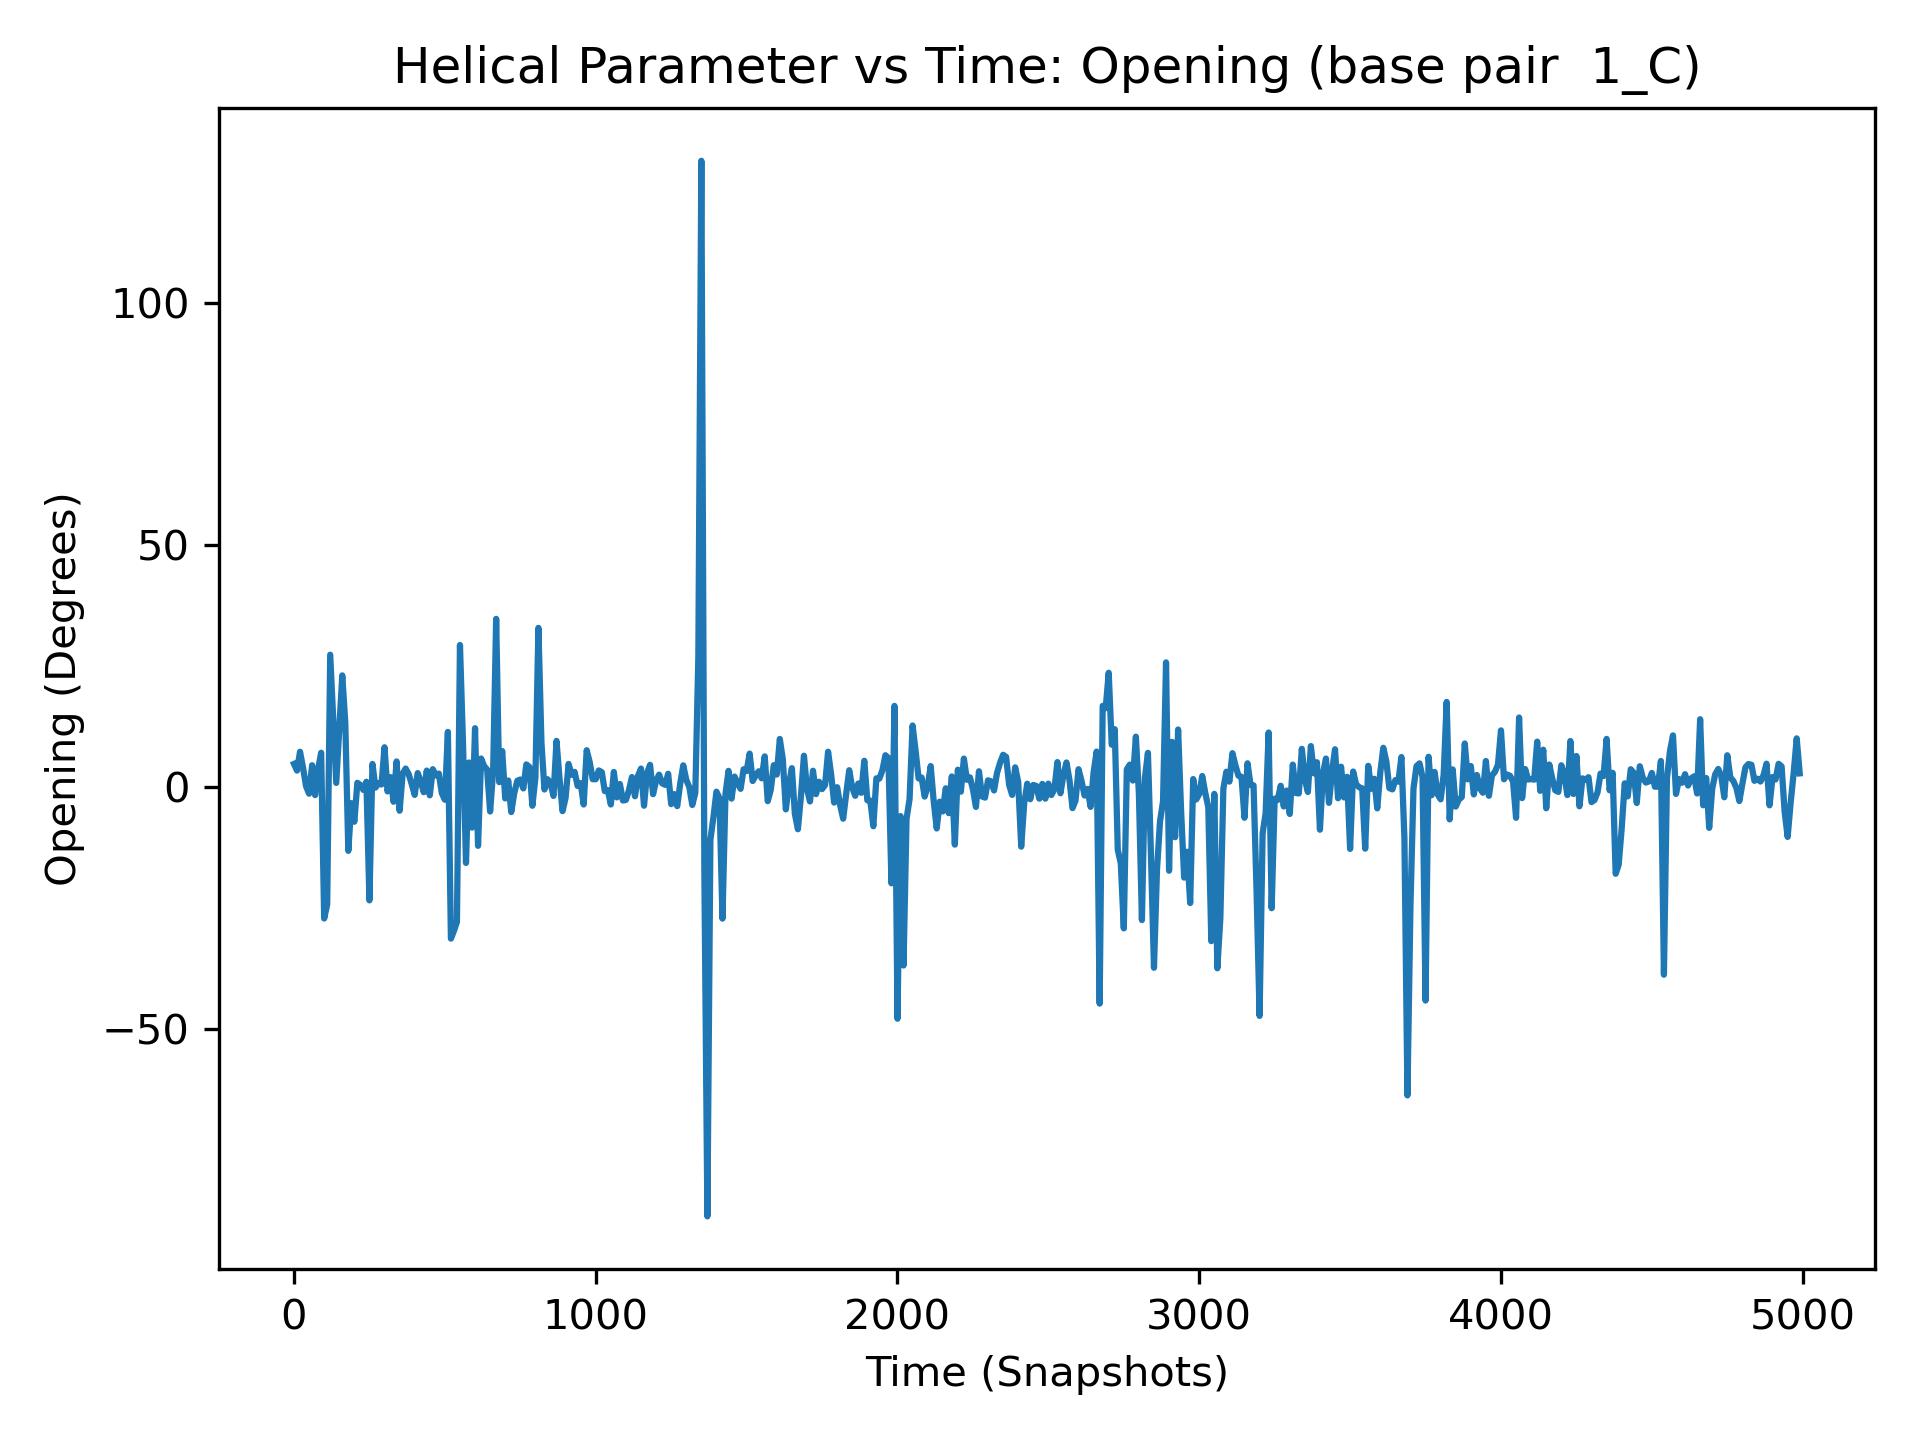 Helical Parameter vs Time: Opening (base pair  1_C)
Opening (Degrees)
100
50
0
−50
0 1000 2000 3000 4000 5000
Time (Snapshots)